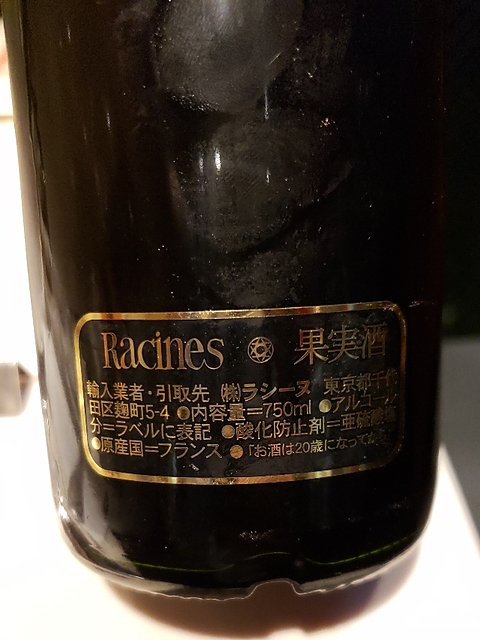 Racines 果実酒
輸入業者・引取先 ㈱ラシーヌ 東京都千代
田区麹町5-4 ●内容量=750ml ●アルコール
分=ラベルに表記 ●酸化防止剤=亜硫酸塩
●原産国=フランス ●「お酒は20歳になってから」